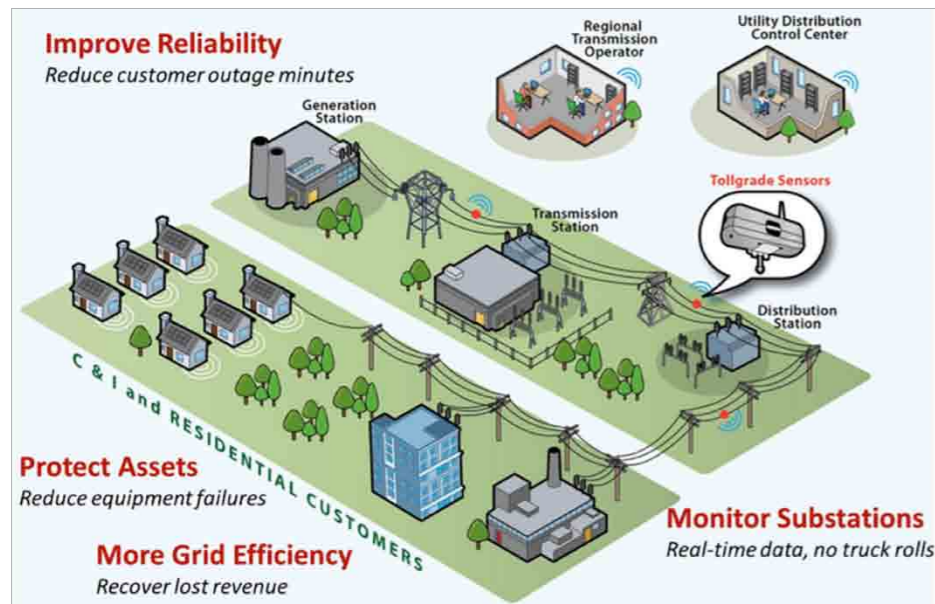 Improve Reliability
Reduce customer outage minutes
Regional
Transmission
Operator
Utility Distribution
Control Center
Generation
Station
Tollgrade Sensors
Transmission
Station
Distribution
Station
C & I and RESIDENTIAL CUSTOMERS
Protect Assets
Reduce equipment failures
Monitor Substations
Real-time data, no truck rolls
More Grid Efficiency
Recover lost revenue